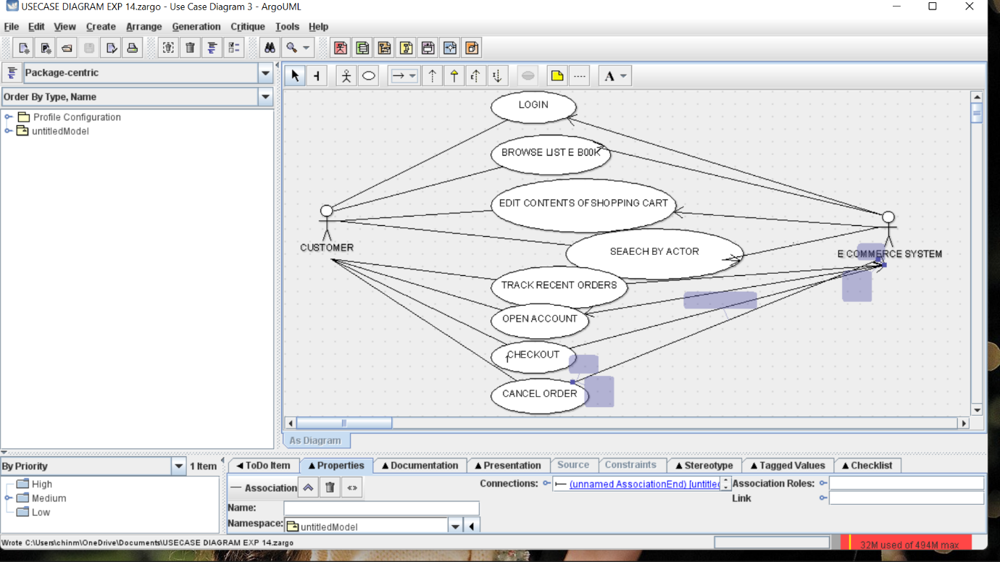 USECASE DIAGRAM EXP 14.zargo - Use Case Diagram 3 - ArgoUML
File Edit View Create Arrange Generation Critique Tools Help
Package-centric
Order By Type, Name
Profile Configuration
untitledModel
A
LOGIN
BROWSE LIST E B00K
EDIT CONTENTS OF SHOPPING CART
SEAECH BY ACTOR
CUSTOMER
E COMMERCE SYSTEM
TRACK RECENT ORDERS
OPEN ACCOUNT
CHECKOUT
CANCEL ORDER
As Diagram
By Priority
1 Item
High
Medium
Low
ToDo Item Properties Documentation Presentation Source Constraints Stereotype Tagged Values Checklist
Association
Name:
Namespace: untitledModel
Connections: (unnamed AssociationEnd) [untitle
Association Roles:
Link
Wrote C:\Users\chinm\OneDrive\Documents\USECASE DIAGRAM EXP 14.zargo
32M used of 494M max